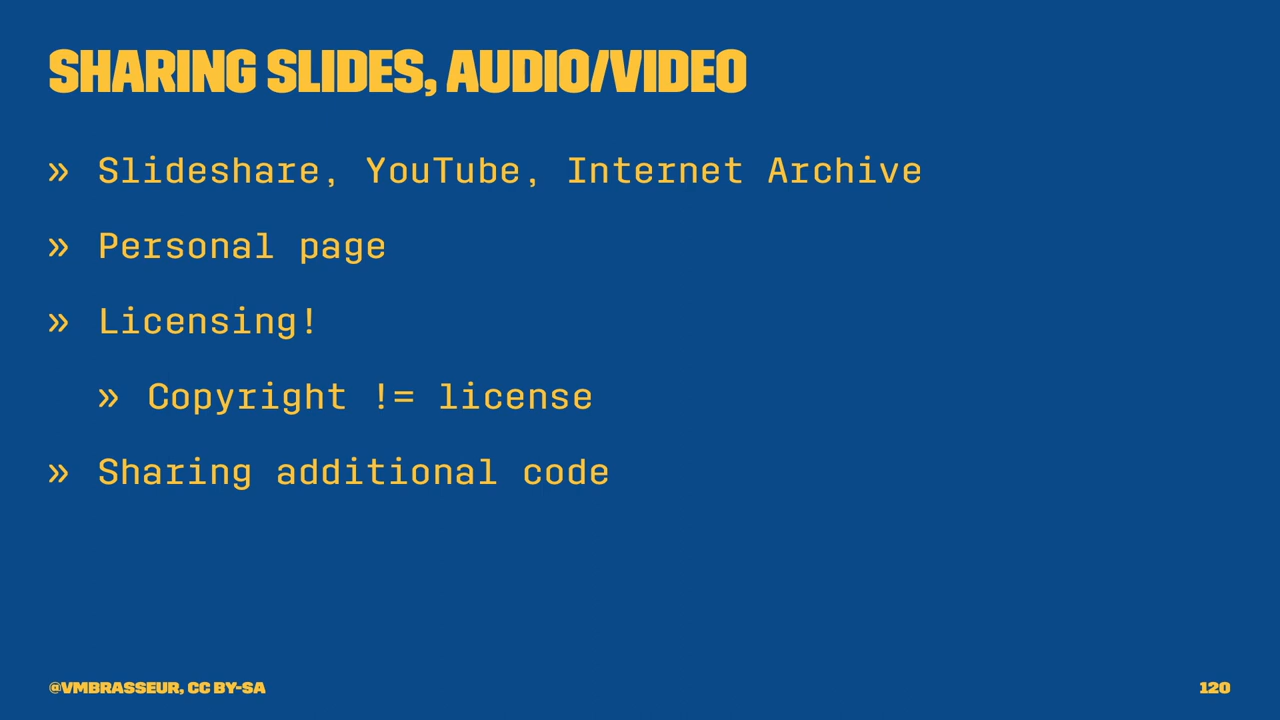 SHARING SLIDES, AUDIO/VIDEO
» Slideshare, YouTube, Internet Archive
» Personal page
» Licensing!
» Copyright != license
» Sharing additional code
@VMBRASSEUR, CC BY-SA
120